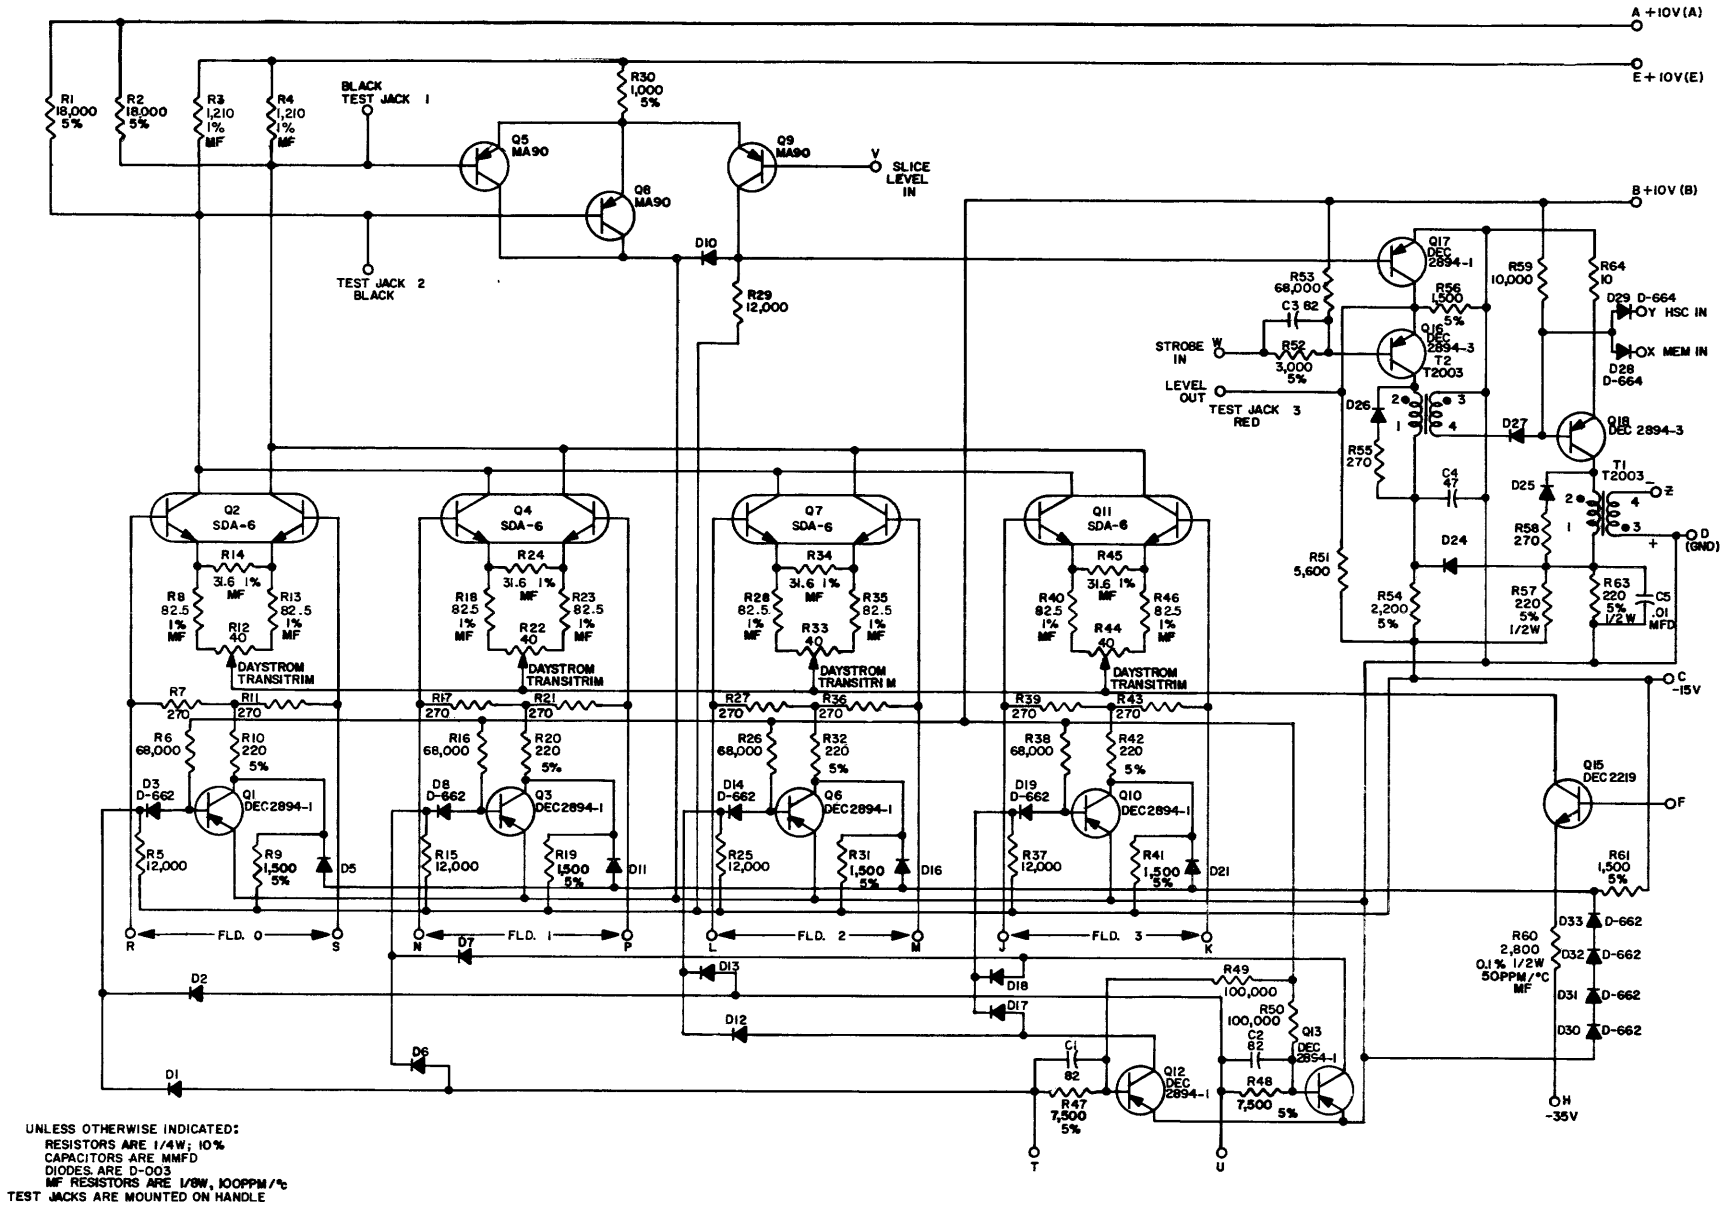 A +10V(A)
E +10V(E)
R1
18,000
5%
R2
18,000
5%
R3
1,210
1%
MF
R4
1,210
1%
MF
BLACK
TEST JACK 1
R30
1,000
5%
Q5
MA90
Q9
MA90
V
SLICE
LEVEL
IN
Q8
MA90
B +10V (B)
TEST JACK 2
BLACK
D10
R29
12,000
Q17
DEC
2894-1
R53
68,000
C3 82
R56
1,500
5%
R59
10,000
R64
10
D29 D-664
Y HSC IN
STROBE W
IN
R52
3,000
5%
Q16
DEC
2894-3
T2
T2003
X MEM IN
D28
D-664
LEVEL
OUT
TEST JACK 3
RED
D26
2
3
1
4
D27
Q18
DEC 2894-3
R55
270
C4
47
T1
T2003
D25
2
4
1
3
-
Z
+
D
(GND)
R58
270
D24
R51
5,600
R54
2,200
5%
R57
220
5%
1/2W
R63
220
5%
1/2W
C5
.01
MFD
C
-15V
Q2
SDA-6
Q4
SDA-6
Q7
SDA-6
Q11
SDA-6
R14
31.6 1%
MF
R24
31.6 1%
MF
R34
31.6 1%
MF
R45
31.6 1%
MF
R8
82.5
1%
MF
R13
82.5
1%
MF
R18
82.5
1%
MF
R23
82.5
1%
MF
R28
82.5
1%
MF
R35
82.5
1%
MF
R40
82.5
1%
MF
R46
82.5
1%
MF
R12
40
R22
40
R33
40
R44
40
DAYSTROM
TRANSITRIM
DAYSTROM
TRANSITRIM
DAYSTROM
TRANSITRIM
DAYSTROM
TRANSITRIM
R7
270
R11
270
R17
270
R21
270
R27
270
R36
270
R39
270
R43
270
R6
68,000
R10
220
5%
R16
68,000
R20
220
5%
R26
68,000
R32
220
5%
R38
68,000
R42
220
5%
D3
D-662
Q1
DEC2894-1
D8
D-662
Q3
DEC2894-1
D14
D-662
Q6
DEC2894-1
D19
D-662
Q10
DEC2894-1
Q15
DEC2219
F
R5
12,000
R9
1,500
5%
D5
R15
12,000
R19
1,500
5%
D11
R25
12,000
R31
1,500
5%
D16
R37
12,000
R41
1,500
5%
D21
R61
1,500
5%
R
FLD. 0
S
N
FLD. 1
P
L
FLD. 2
M
J
FLD. 3
K
D33 D-662
D32 D-662
D31 D-662
D30 D-662
R60
2,800
0.1% 1/2W
50PPM/°C
MF
D7
D2
D13
D18
D17
D12
D6
D1
R49
100,000
R50
100,000
C1
82
C2
82
Q13
DEC
2894-1
Q12
DEC
2894-1
R47
7,500
5%
R48
7,500
5%
H
-35V
T
U
UNLESS OTHERWISE INDICATED:
RESISTORS ARE 1/4W; 10%
CAPACITORS ARE MMFD
DIODES ARE D-003
MF RESISTORS ARE 1/8W, 100PPM/°C
TEST JACKS ARE MOUNTED ON HANDLE